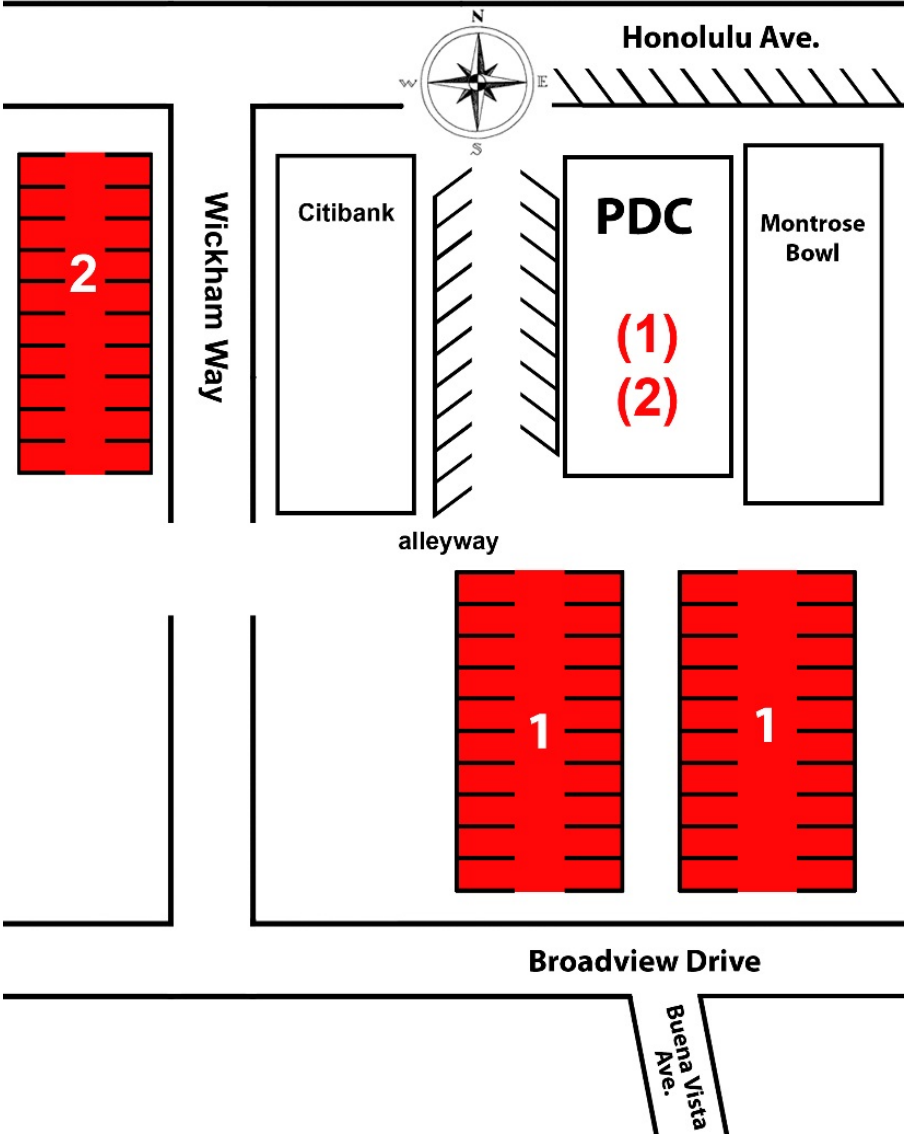 N
Honolulu Ave.
W
E
S
Wickham Way
Citibank
PDC
Montrose
Bowl
2
(1)
(2)
alleyway
1
1
Broadview Drive
Buena Vista
Ave.